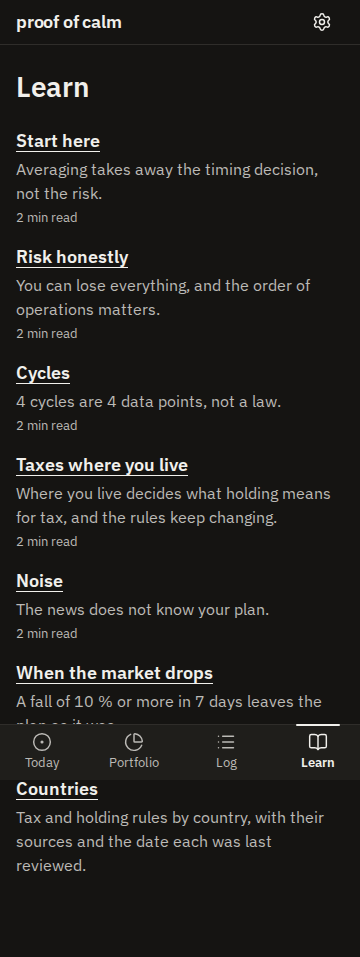 proof of calm
Learn
Start here
Averaging takes away the timing decision,
not the risk.
2 min read
Risk honestly
You can lose everything, and the order of
operations matters.
2 min read
Cycles
4 cycles are 4 data points, not a law.
2 min read
Taxes where you live
Where you live decides what holding means
for tax, and the rules keep changing.
2 min read
Noise
The news does not know your plan.
2 min read
When the market drops
A fall of 10 % or more in 7 days leaves the
plan as it was.
Today
Portfolio
Log
Learn
Countries
Tax and holding rules by country, with their
sources and the date each was last
reviewed.